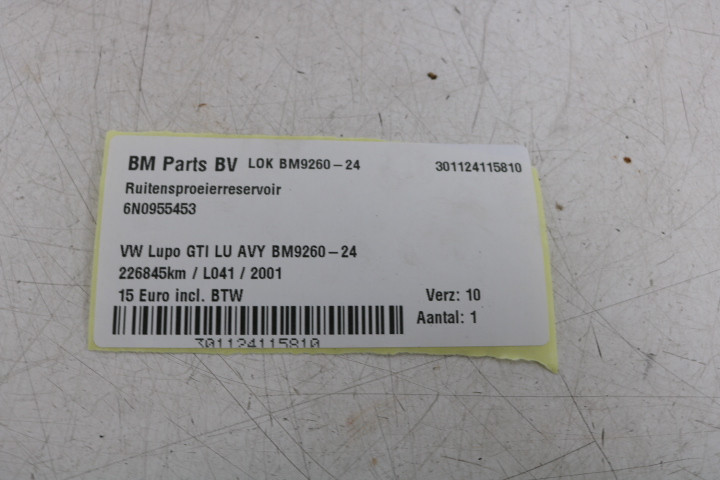 BM Parts BV LOK BM9260-24 301124115810
Ruitensproeierreservoir
6N0955453
VW Lupo GTI LU AVY BM9260-24
226845km / L041 / 2001
15 Euro incl. BTW Verz: 10
Aantal: 1
301124115810